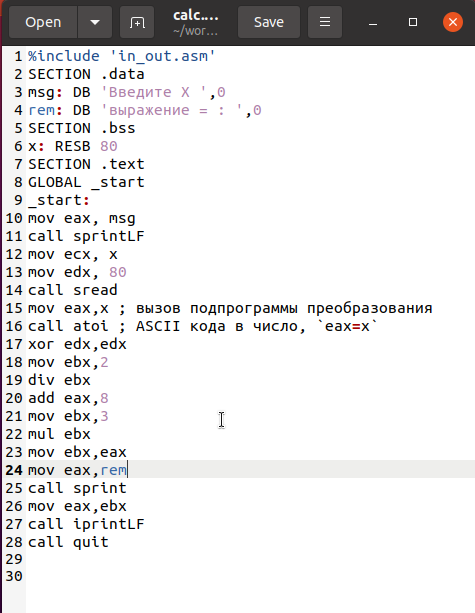 Open
calc.…
~/wor…
Save
1 %include 'in_out.asm'
2 SECTION .data
3 msg: DB 'Введите X ',0
4 rem: DB 'выражение = : ',0
5 SECTION .bss
6 x: RESB 80
7 SECTION .text
8 GLOBAL _start
9 _start:
10 mov eax, msg
11 call sprintLF
12 mov ecx, x
13 mov edx, 80
14 call sread
15 mov eax,x ; вызов подпрограммы преобразования
16 call atoi ; ASCII кода в число, `eax=x`
17 xor edx,edx
18 mov ebx,2
19 div ebx
20 add eax,8
21 mov ebx,3
22 mul ebx
23 mov ebx,eax
24 mov eax,rem
25 call sprint
26 mov eax,ebx
27 call iprintLF
28 call quit
29
30